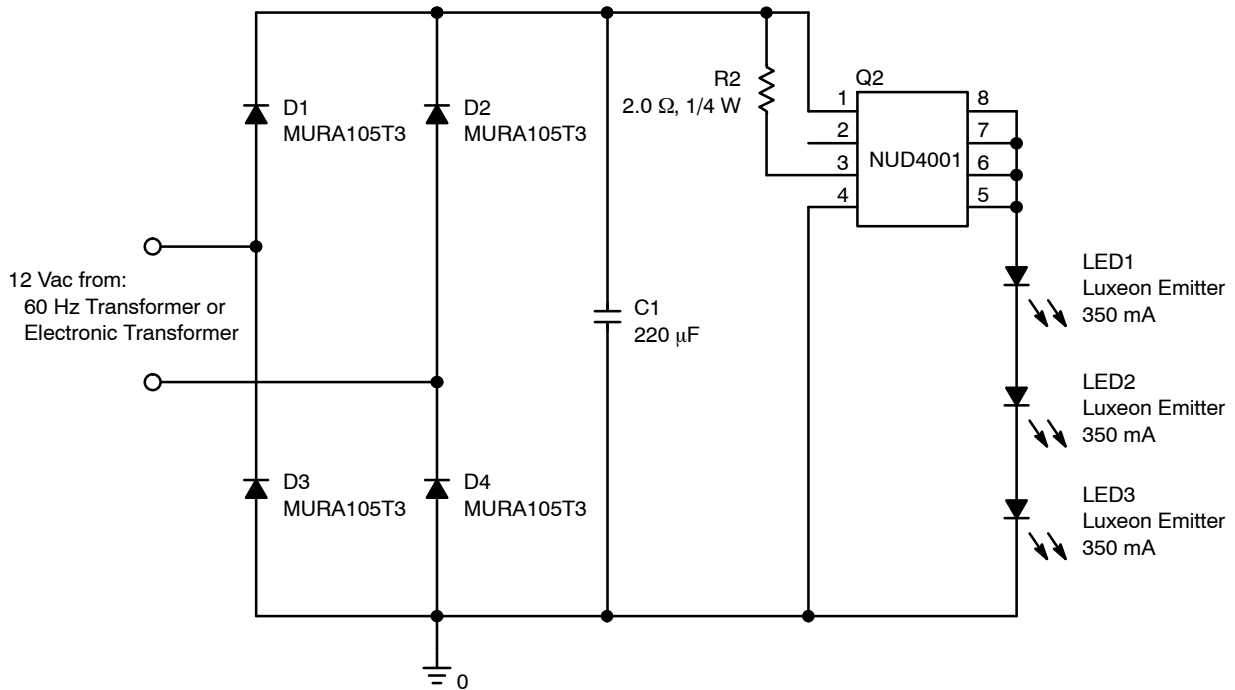 D1
MURA105T3
D2
MURA105T3
R2
2.0 Ω, 1/4 W
Q2
1
2
3
4
NUD4001
8
7
6
5
12 Vac from:
60 Hz Transformer or
Electronic Transformer
C1
220 μF
LED1
Luxeon Emitter
350 mA
LED2
Luxeon Emitter
350 mA
D3
MURA105T3
D4
MURA105T3
LED3
Luxeon Emitter
350 mA
0